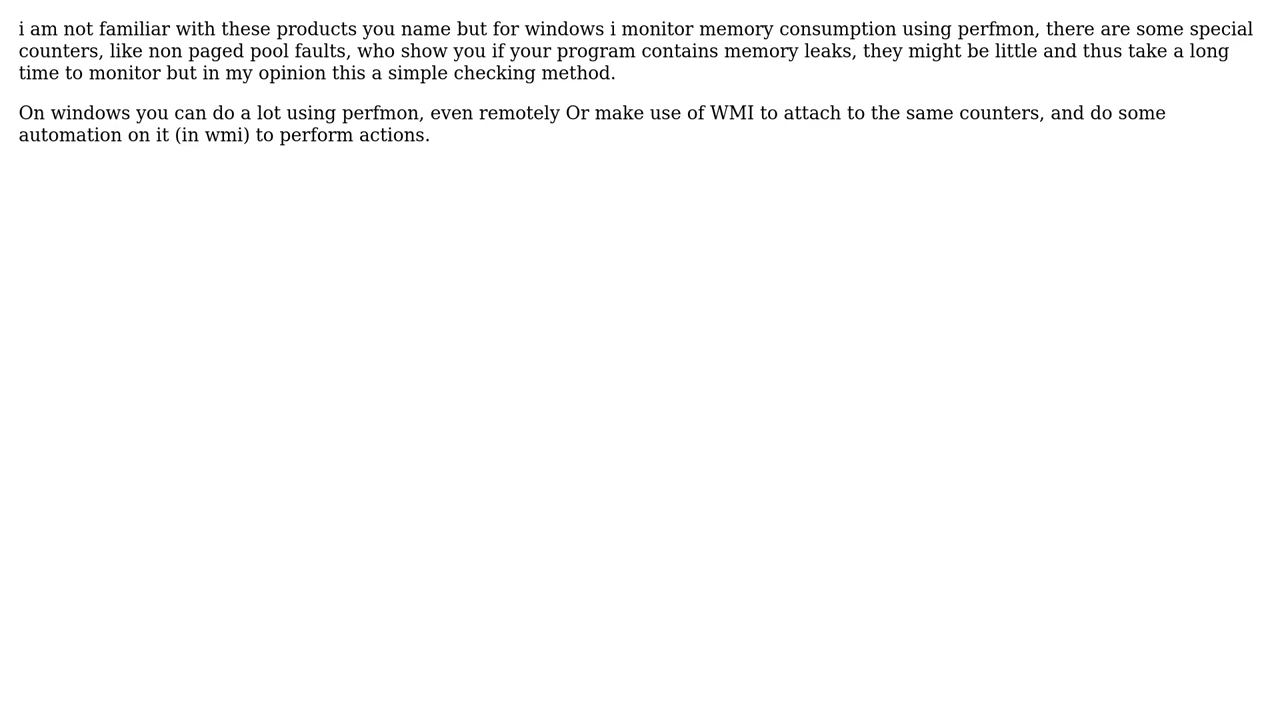 i am not familiar with these products you name but for windows i monitor memory consumption using perfmon, there are some special
counters, like non paged pool faults, who show you if your program contains memory leaks, they might be little and thus take a long
time to monitor but in my opinion this a simple checking method.
On windows you can do a lot using perfmon, even remotely Or make use of WMI to attach to the same counters, and do some
automation on it (in wmi) to perform actions.